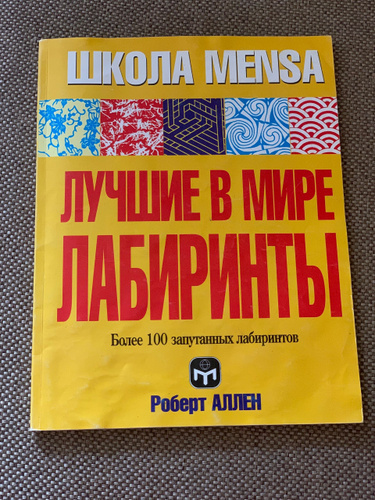 ШКОЛА MENSA
ЛУЧШИЕ В МИРЕ
ЛАБИРИНТЫ
Более 100 запутанных лабиринтов
Роберт АЛЛЕН